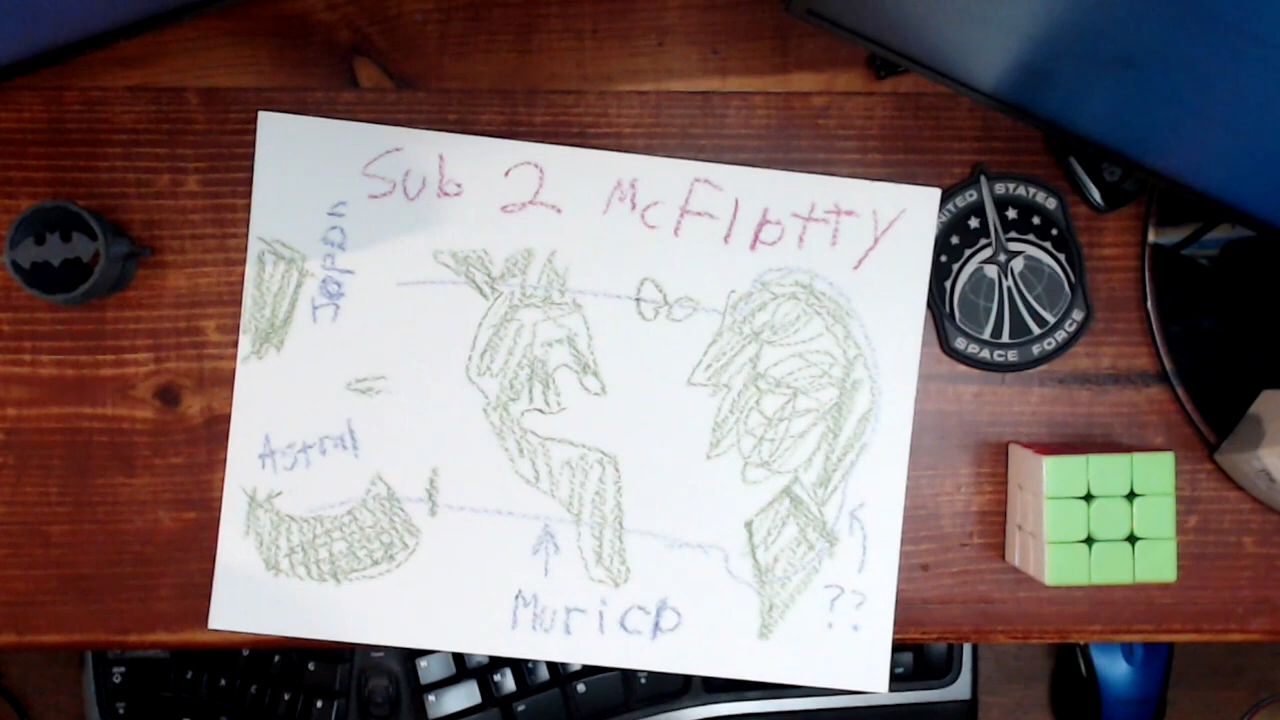 Sub 2 McFlotty
Japan
Astral
Murica
??
UNITED STATES
SPACE FORCE